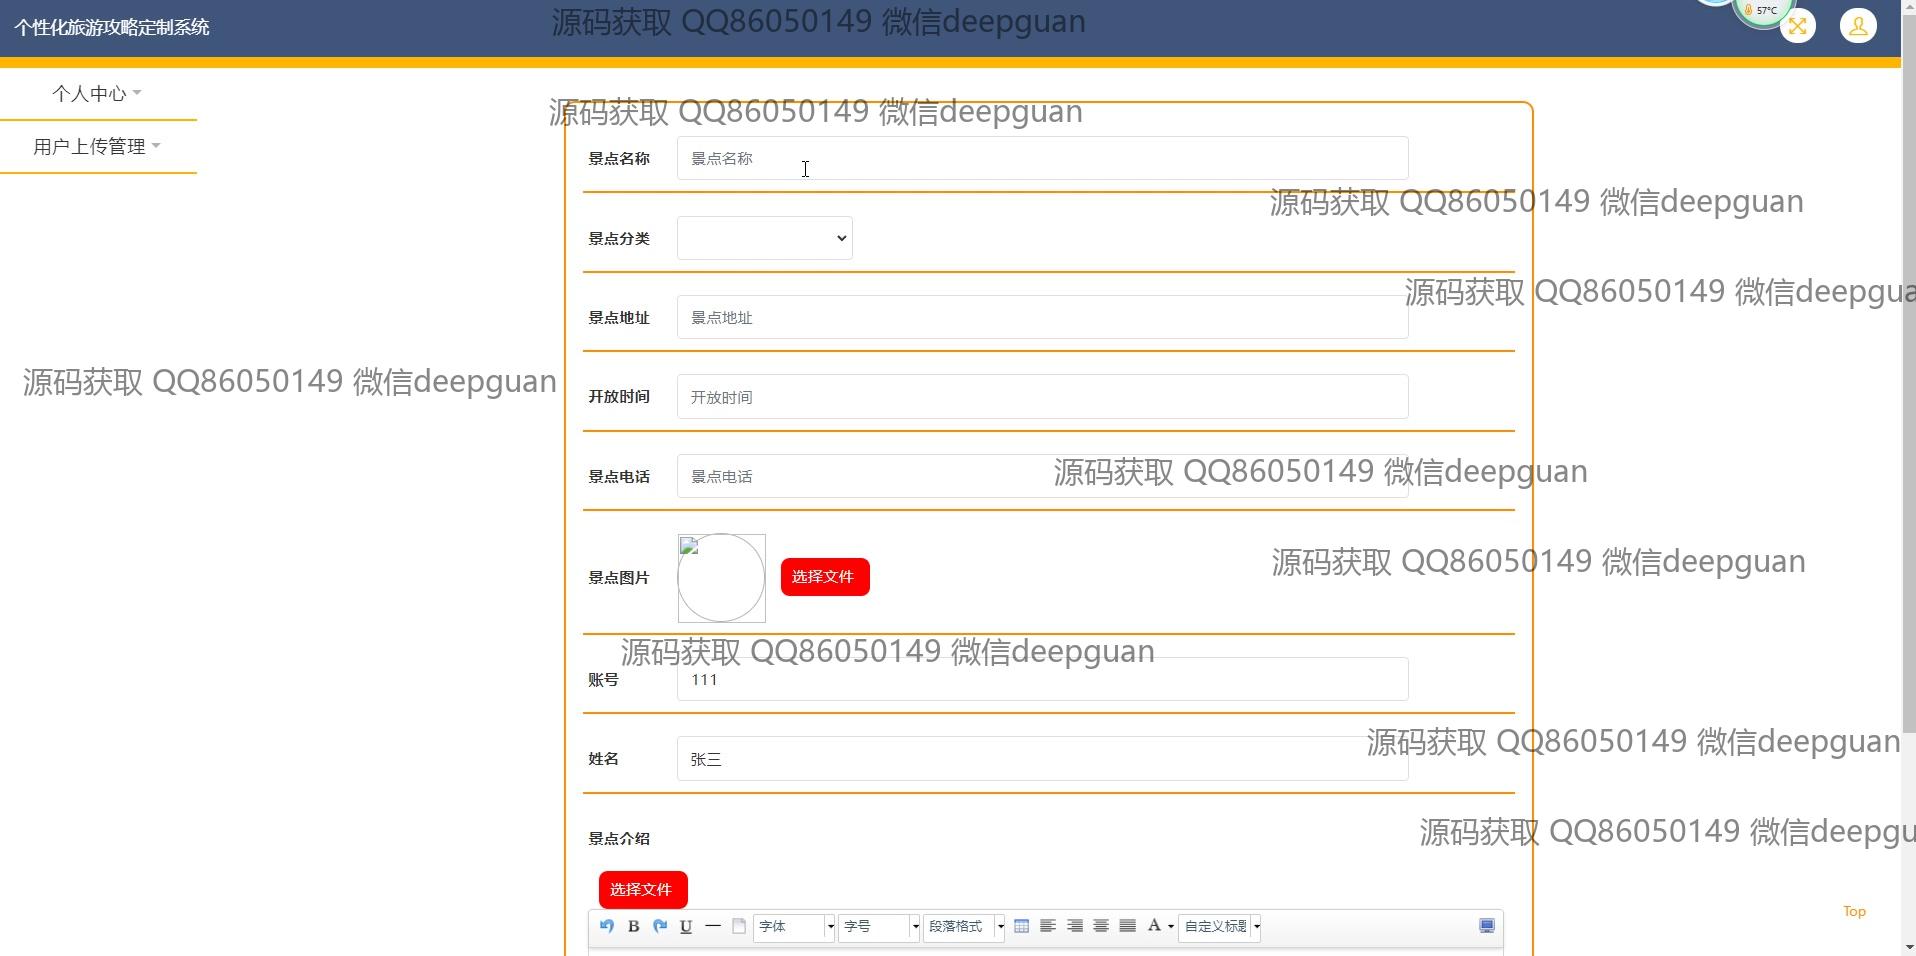 个性化旅游攻略定制系统
源码获取 QQ86050149 微信deepguan
57°C
个人中心
用户上传管理
源码获取 QQ86050149 微信deepguan
景点名称 景点名称
源码获取 QQ86050149 微信deepguan
景点分类
源码获取 QQ86050149 微信deepgua
景点地址 景点地址
源码获取 QQ86050149 微信deepguan
开放时间 开放时间
源码获取 QQ86050149 微信deepguan
景点电话 景点电话
源码获取 QQ86050149 微信deepguan
景点图片 选择文件
源码获取 QQ86050149 微信deepguan
账号 111
源码获取 QQ86050149 微信deepguan
姓名 张三
源码获取 QQ86050149 微信deepgu
景点介绍
选择文件
Top
B U 字体 字号 段落格式 A 自定义标题